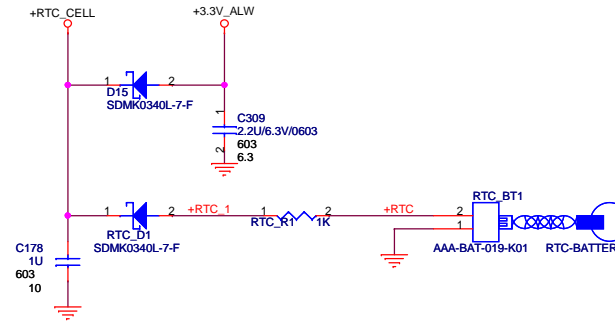 +RTC_CELL
+3.3V_ALW
1
2
D15
SDMK0340L-7-F
1
C309
2.2U/6.3V/0603
603
6.3
2
1
2
+RTC_1
1
2
+RTC
RTC_BT1
2
1
RTC_D1
SDMK0340L-7-F
RTC_R1
1K
C178
1U
603
10
AAA-BAT-019-K01
RTC-BATTER